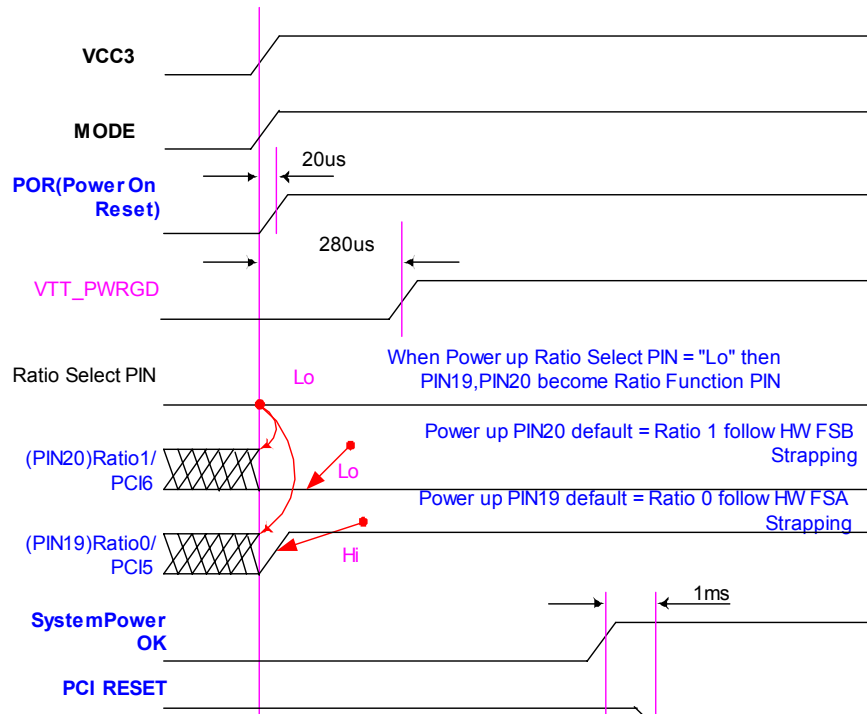 VCC3
MODE
20us
POR(Power On
Reset)
280us
VTT_PWRGD
When Power up Ratio Select PIN = "Lo" then
PIN19,PIN20 become Ratio Function PIN
Ratio Select PIN
Lo
Power up PIN20 default = Ratio 1 follow HW FSB
Strapping
(PIN20)Ratio1/
PCI6
Lo
Power up PIN19 default = Ratio 0 follow HW FSA
Strapping
(PIN19)Ratio0/
PCI5
Hi
1ms
SystemPower
OK
PCI RESET